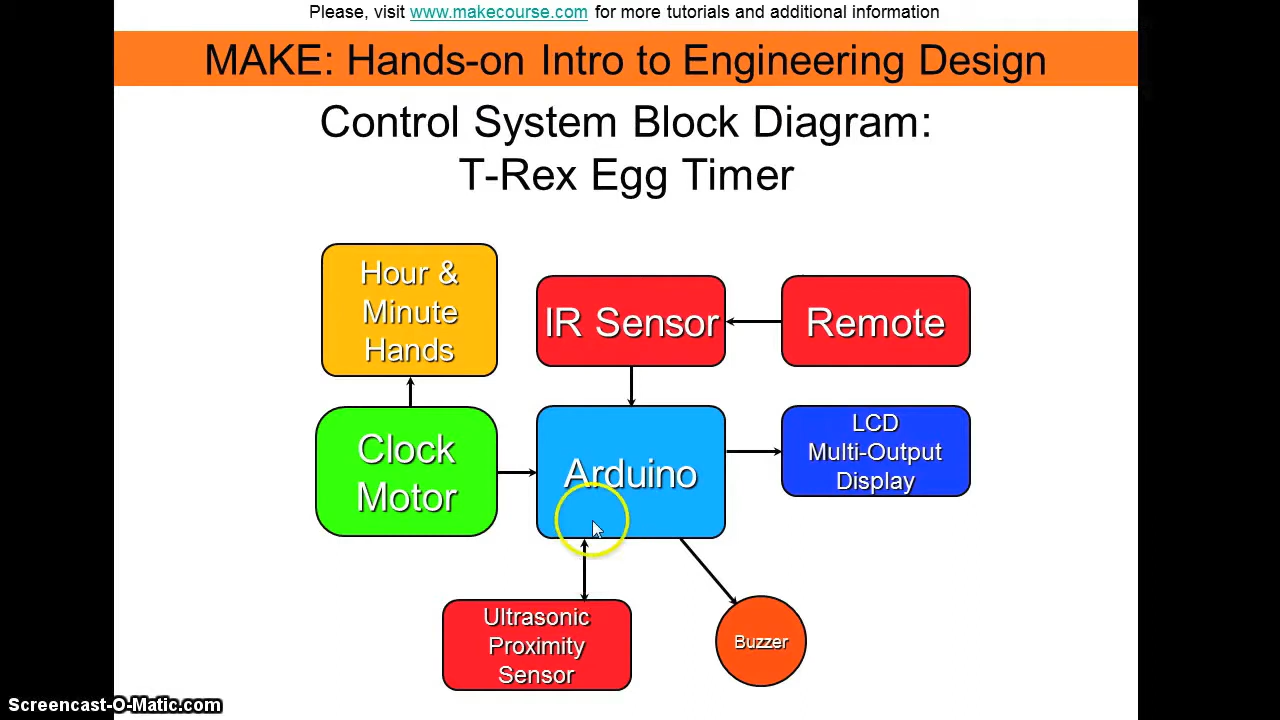 Please, visit www.makecourse.com for more tutorials and additional information
MAKE: Hands-on Intro to Engineering Design
Control System Block Diagram:
T-Rex Egg Timer
Hour &
Minute
Hands
IR Sensor
Remote
Clock
Motor
Arduino
LCD
Multi-Output
Display
Ultrasonic
Proximity
Sensor
Buzzer
Screencast-O-Matic.com